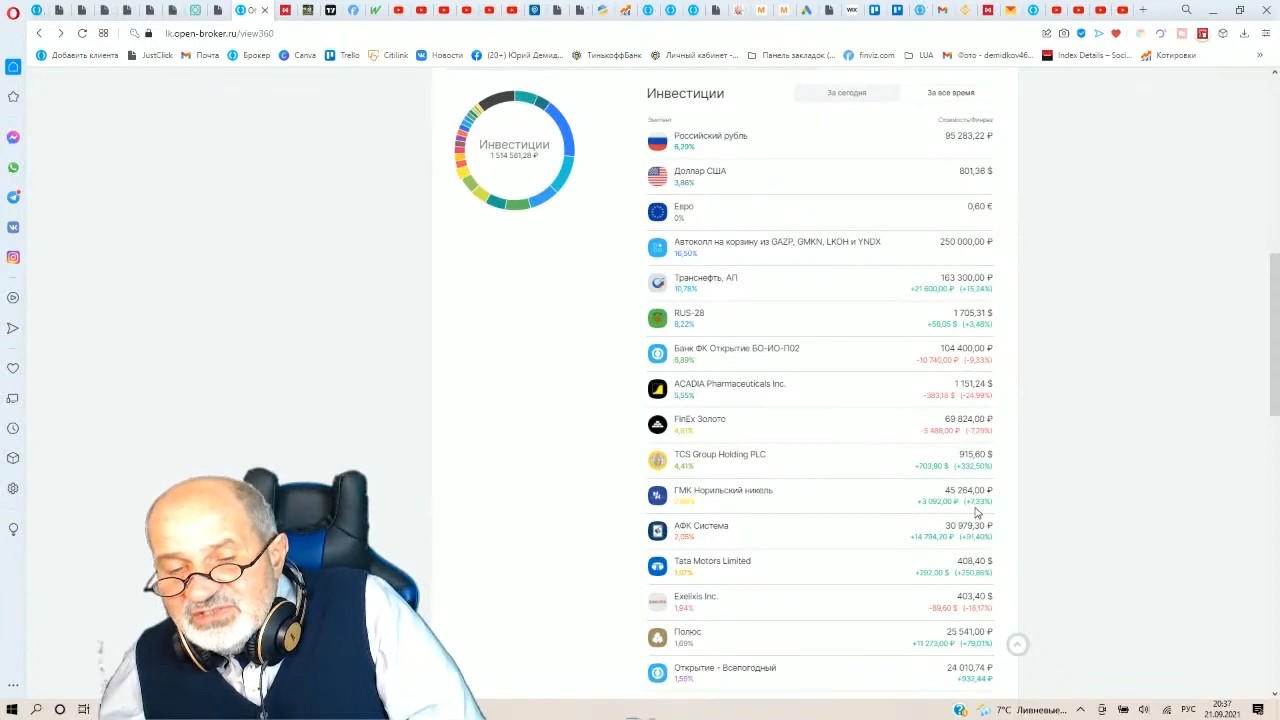 lk.open-broker.ru/view360
Добавить клиента
JustClick
Почта
Брокер
Canva
Trello
Citilink
Новости
(20+) Юрий Демид...
ТинькоффБанк
Личный кабинет -...
Панель закладок (...
finviz.com
LUA
Фото - demidkov46...
Index Details – Soci...
Котировки
Инвестиции
1 514 581,28 ₽
Инвестиции
За сегодня
За все время
Эмитент
Стоимость/Финрез
Российский рубль
95 283,22 ₽
6,29%
Доллар США
801,36 $
3,86%
Евро
0,60 €
0%
Автоколл на корзину из GAZP, GMKN, LKOH и YNDX
250 000,00 ₽
16,50%
Транснефть, АП
163 300,00 ₽
10,78%
+21 600,00 ₽ (+15,24%)
RUS-28
1 705,31 $
8,22%
+56,05 $ (+3,46%)
Банк ФК Открытие БО-ИО-П02
104 400,00 ₽
6,89%
-10 740,00 ₽ (-9,33%)
ACADIA Pharmaceuticals Inc.
1 151,24 $
5,55%
-383,18 $ (-24,99%)
FinEx Золото
69 824,00 ₽
4,61%
-5 488,00 ₽ (-7,29%)
TCS Group Holding PLC
915,60 $
4,41%
+703,90 $ (+332,50%)
ГМК Норильский никель
45 264,00 ₽
+3 092,00 ₽ (+7,33%)
АФК Система
30 979,30 ₽
2,05%
+14 794,20 ₽ (+91,40%)
Tata Motors Limited
408,40 $
1,97%
+292,00 $ (+250,86%)
Exelixis Inc.
403,40 $
1,94%
-89,60 $ (-18,17%)
Полюс
25 541,00 ₽
1,69%
+11 273,00 ₽ (+79,01%)
Открытие - Всепогодный
24 010,74 ₽
1,59%
+932,44 ₽
7°C Ливневые...
РУС
20:37
21.09.2021